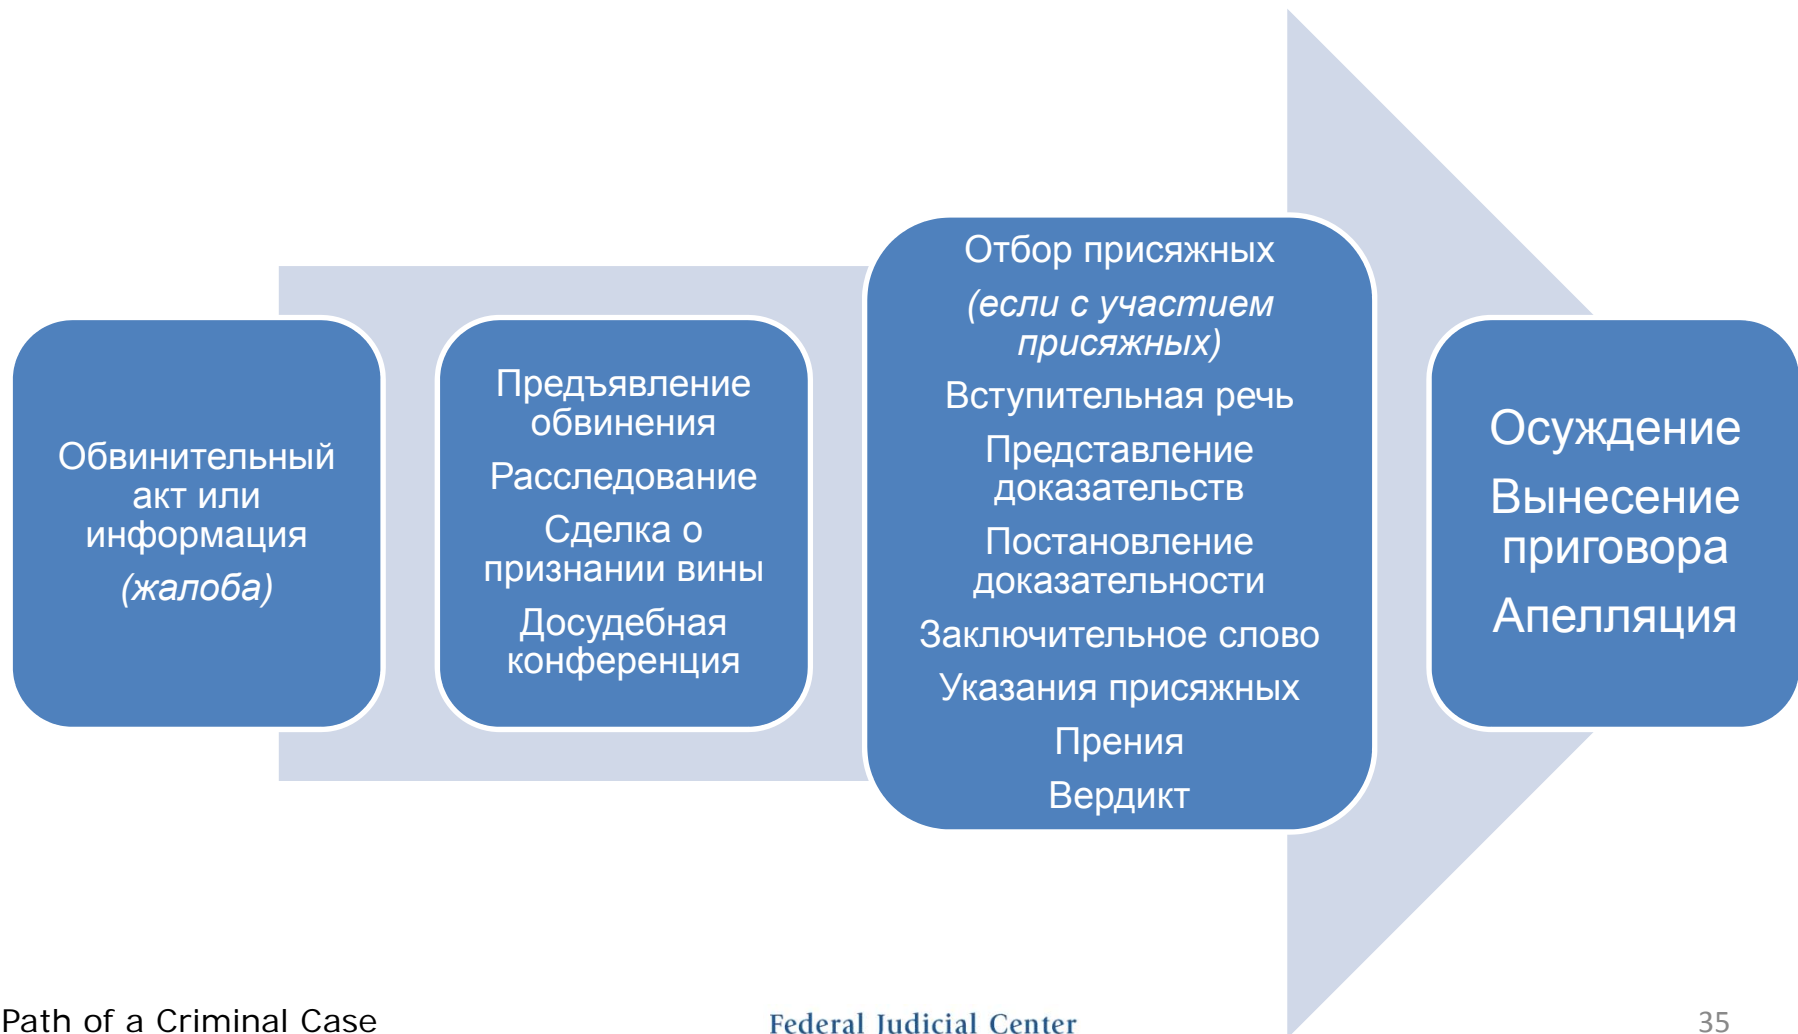 Обвинительный
акт или
информация
(жалоба)
Предъявление
обвинения
Расследование
Сделка о
признании вины
Досудебная
конференция
Отбор присяжных
(если с участием
присяжных)
Вступительная речь
Представление
доказательств
Постановление
доказательности
Заключительное слово
Указания присяжных
Прения
Вердикт
Осуждение
Вынесение
приговора
Апелляция
Path of a Criminal Case
Federal Judicial Center
35